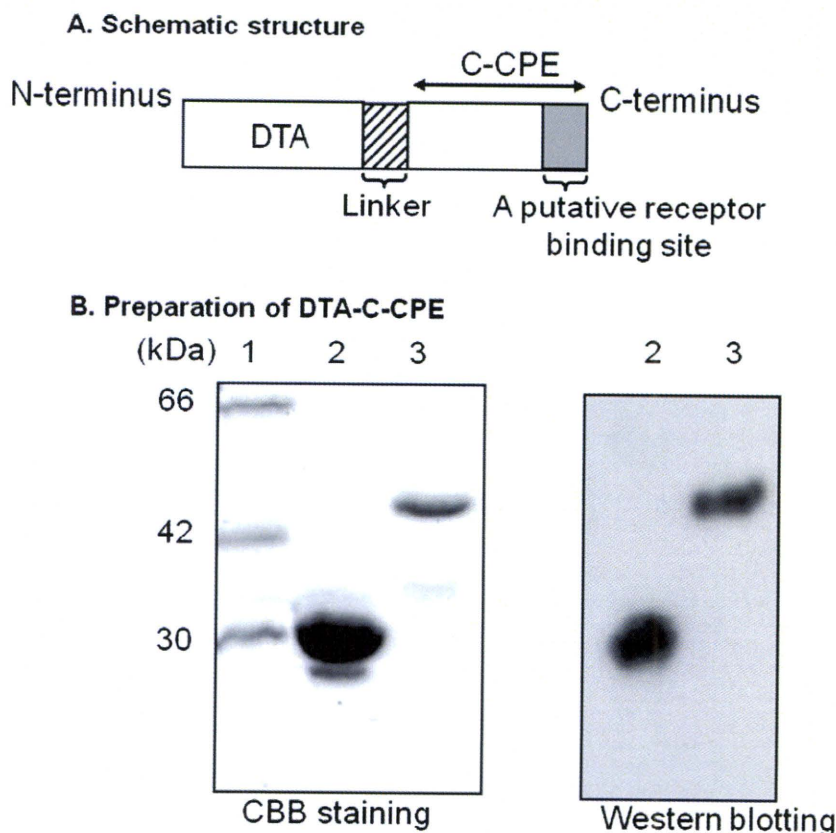 A. Schematic structure
C-CPE
N-terminus
C-terminus
DTA
Linker
A putative receptor
binding site
B. Preparation of DTA-C-CPE
(kDa) 1 2 3
2 3
66
42
30
CBB staining
Western blotting